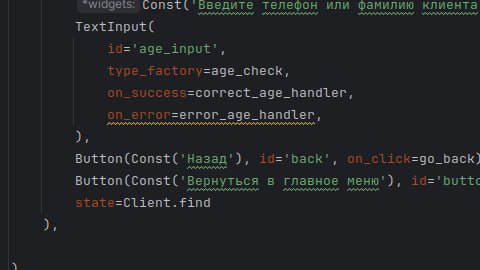 *widgets: Const('Введите телефон или фамилию клиента
TextInput(
id='age_input',
type_factory=age_check,
on_success=correct_age_handler,
on_error=error_age_handler,
),
Button(Const('Назад'), id='back', on_click=go_back)
Button(Const('Вернуться в главное меню'), id='butto
state=Client.find
),
)